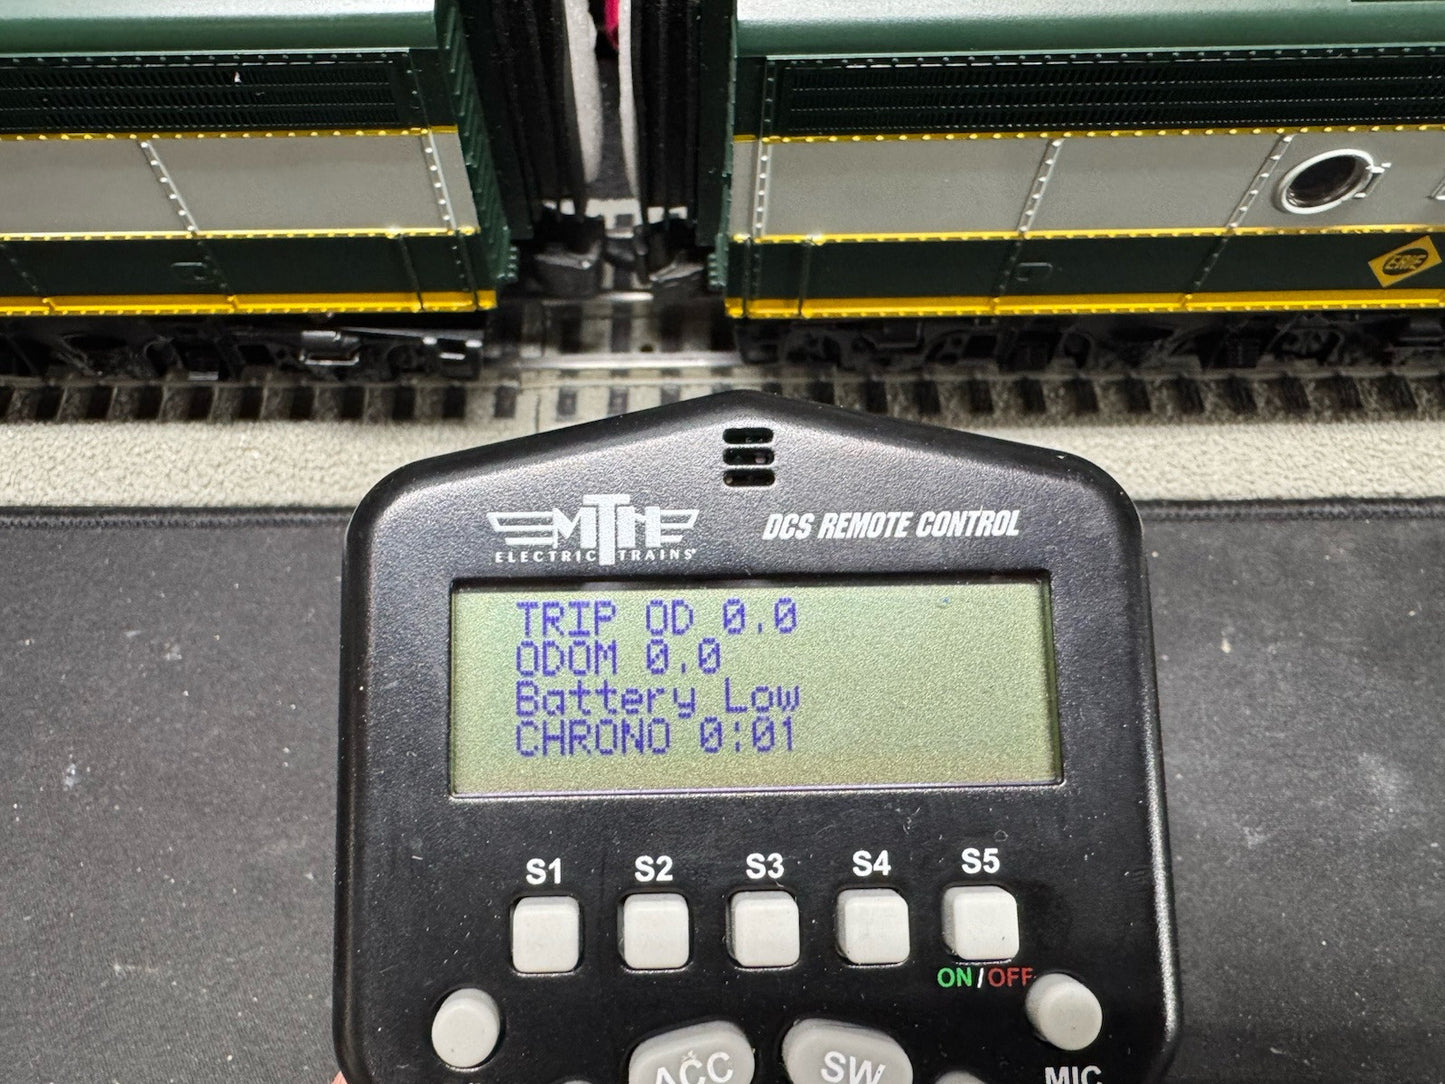 ERIE
MTH
ELECTRIC TRAINS
DCS REMOTE CONTROL
TRIP OD 0.0
ODOM 0.0
Battery Low
CHRONO 0:01
S1 S2 S3 S4 S5
ON/OFF
ACC SW
MIC